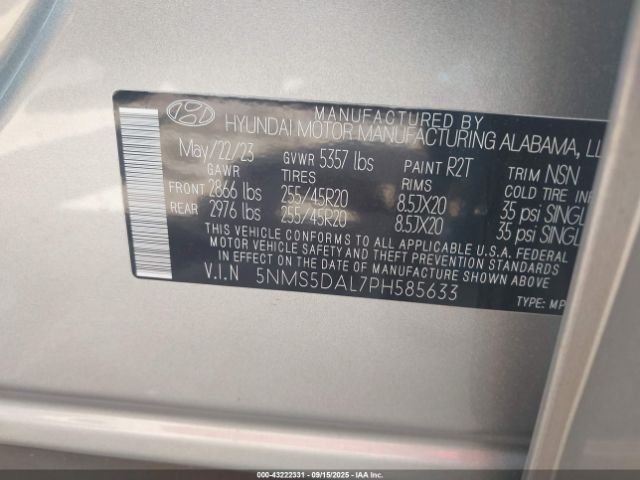 MANUFACTURED BY
HYUNDAI MOTOR MANUFACTURING ALABAMA, LL
May/22/23 GVWR 5357 lbs PAINT R2T TRIM NSN
GAWR TIRES RIMS COLD TIRE INF
FRONT 2866 lbs 255/45R20 8.5JX20 35 psi SINGL
REAR 2976 lbs 255/45R20 8.5JX20 35 psi SINGL
THIS VEHICLE CONFORMS TO ALL APPLICABLE U.S.A. FEDERAL
MOTOR VEHICLE SAFETY AND THEFT PREVENTION STANDARDS
IN EFFECT ON THE DATE OF MANUFACTURE SHOWN ABOVE.
V.I.N 5NMS5DAL7PH585633
TYPE: MP
000-43222331 - 09/15/2025 - IAA Inc.